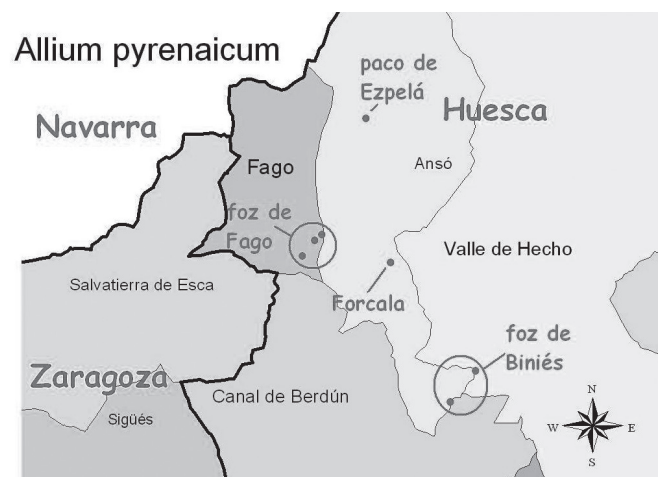 Allium pyrenaicum
paco de
Ezpelá
Huesca
Navarra
Fago
Ansó
foz de
Fago
Valle de Hecho
Salvatierra de Esca
Forcala
foz de
Biniés
Zaragoza
Canal de Berdún
Sigüés
N
W
E
S